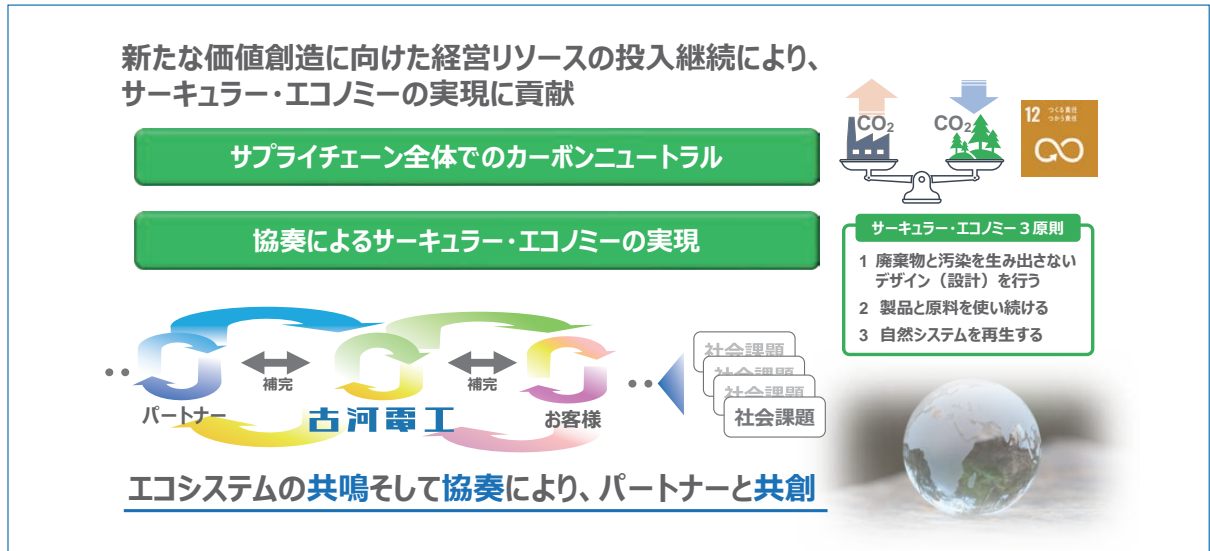 新たな価値創造に向けた経営リソースの投入継続により、
サーキュラー・エコノミーの実現に貢献
サプライチェーン全体でのカーボンニュートラル
協奏によるサーキュラー・エコノミーの実現
CO2
CO2
12 つくる責任
つかう責任
サーキュラー・エコノミー３原則
1 廃棄物と汚染を生み出さない
デザイン（設計）を行う
2 製品と原料を使い続ける
3 自然システムを再生する
補完
補完
パートナー
古河電工
お客様
社会課題
社会課題
社会課題
社会課題
エコシステムの共鳴そして協奏により、パートナーと共創